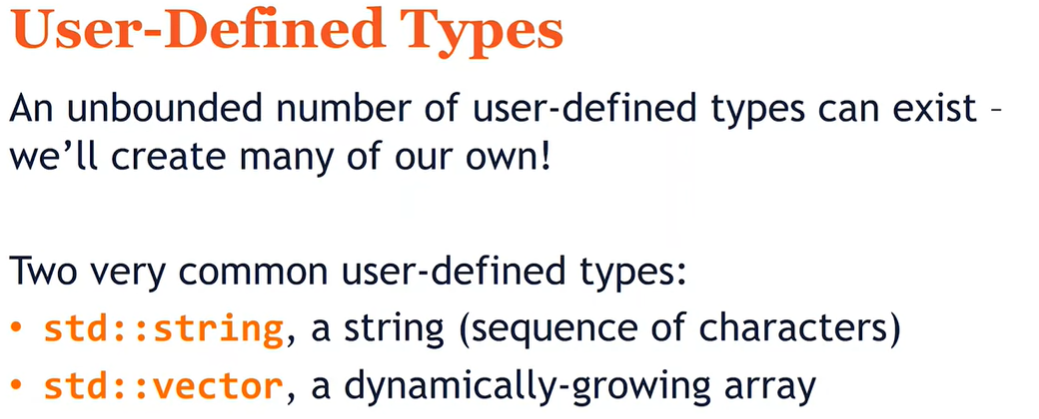 User-Defined Types
An unbounded number of user-defined types can exist –
we’ll create many of our own!
Two very common user-defined types:
• std::string, a string (sequence of characters)
• std::vector, a dynamically-growing array